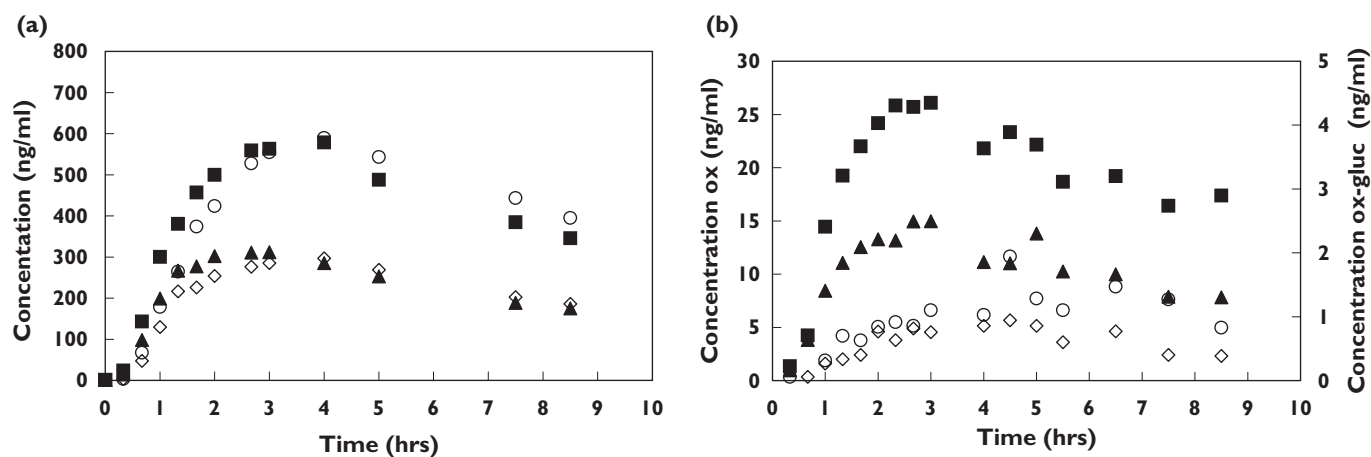 (a)
800
700
600
500
400
300
200
100
0
Concentation (ng/ml)
0 1 2 3 4 5 6 7 8 9 10
Time (hrs)
(b)
30
25
20
15
10
5
0
Concentration ox (ng/ml)
5
4
3
2
1
0
Concentration ox-gluc (ng/ml)
0 1 2 3 4 5 6 7 8 9 10
Time (hrs)